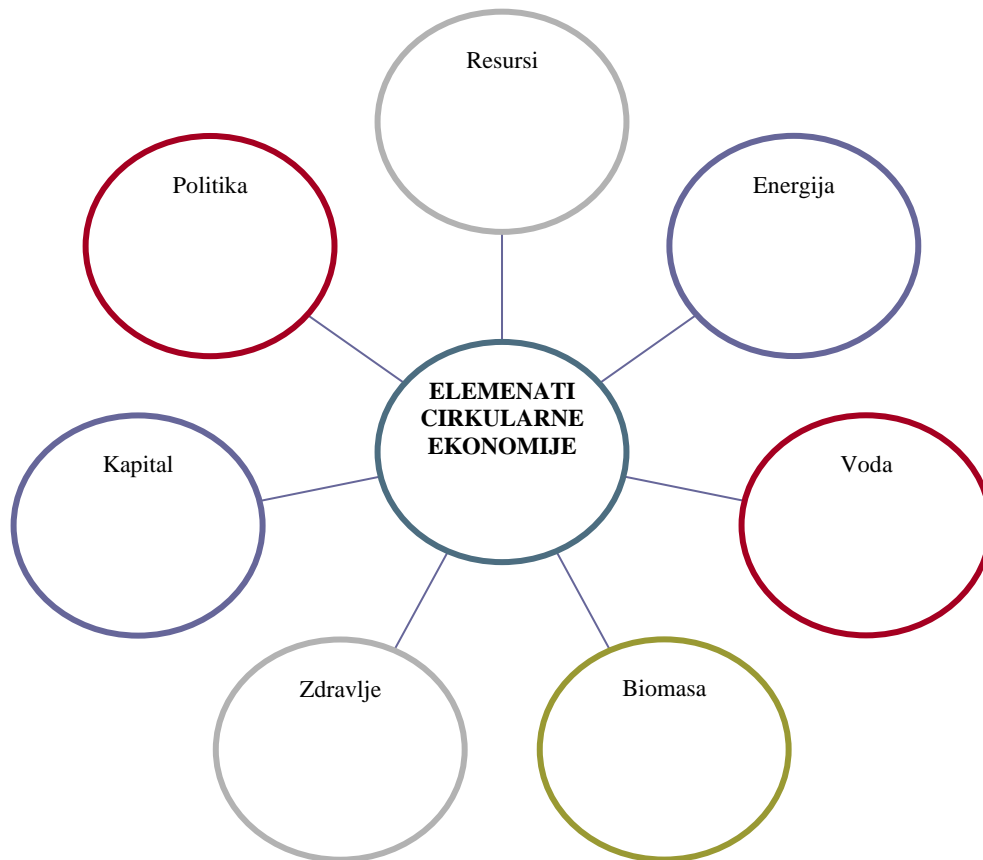 Resursi
Politika
Energija
ELEMENATI
CIRKULARNE
EKONOMIJE
Kapital
Voda
Zdravlje
Biomasa